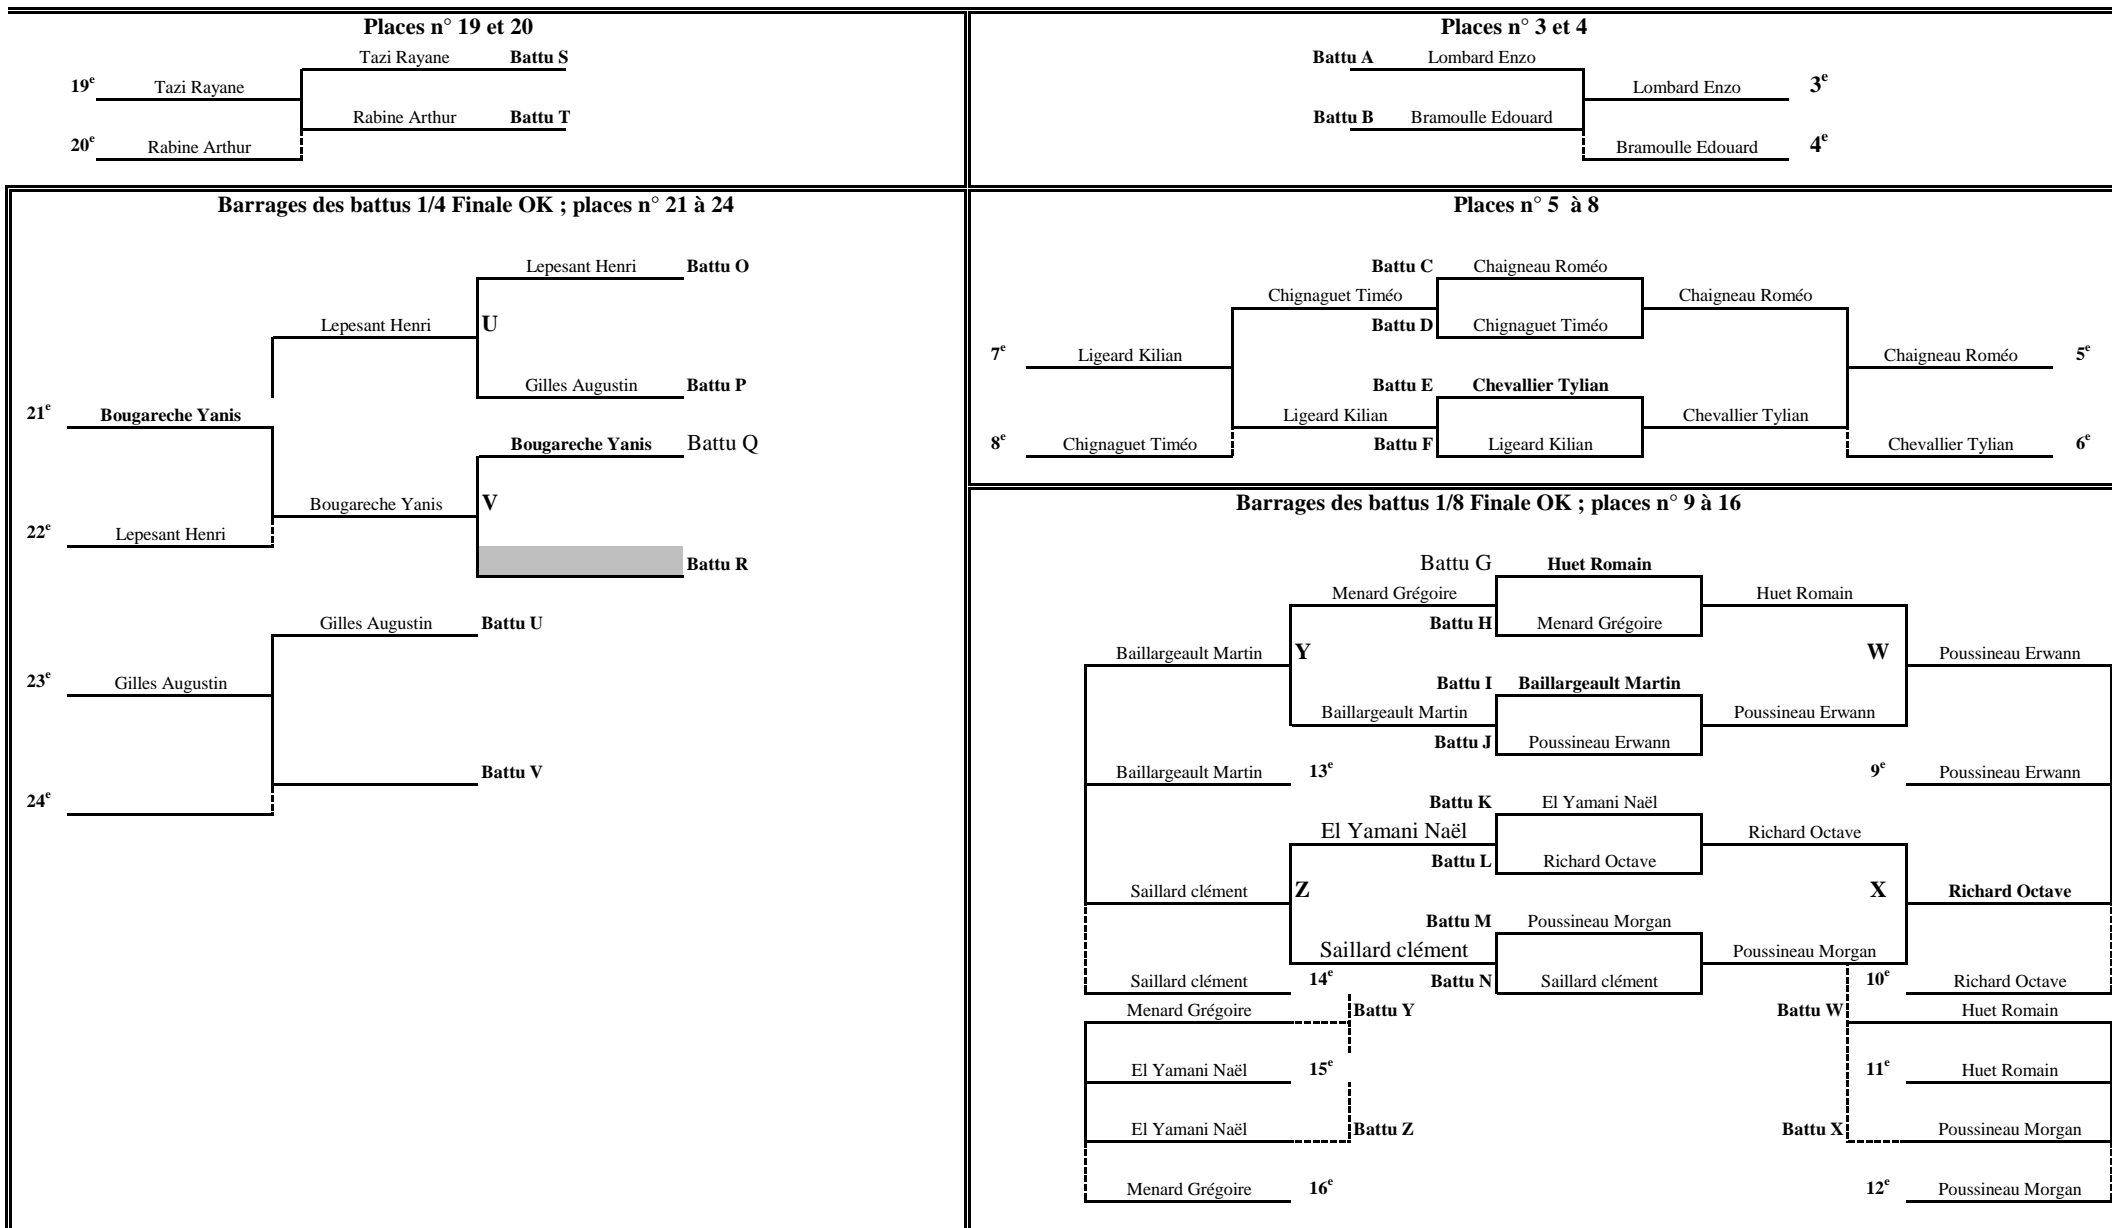 Places n° 19 et 20
Tazi Rayane Battu S
19e Tazi Rayane
Rabine Arthur Battu T
20e Rabine Arthur
Places n° 3 et 4
Battu A Lombard Enzo
Lombard Enzo 3e
Battu B Bramoulle Edouard
Bramoulle Edouard 4e
Barrages des battus 1/4 Finale OK ; places n° 21 à 24
Lepesant Henri Battu O
Lepesant Henri U
Gilles Augustin Battu P
21e Bougareche Yanis
Bougareche Yanis Battu Q
Bougareche Yanis V
22e Lepesant Henri
Battu R
Gilles Augustin Battu U
23e Gilles Augustin
Battu V
24e
Places n° 5 à 8
Battu C Chaigneau Roméo
Chignaguet Timéo Chaigneau Roméo
Battu D Chignaguet Timéo
7e Ligeard Kilian Chaigneau Roméo 5e
Battu E Chevallier Tylian
Ligeard Kilian Chevallier Tylian
8e Chignaguet Timéo Battu F Ligeard Kilian Chevallier Tylian 6e
Barrages des battus 1/8 Finale OK ; places n° 9 à 16
Battu G Huet Romain
Menard Grégoire Huet Romain
Battu H Menard Grégoire
Baillargeault Martin Y W Poussineau Erwann
Battu I Baillargeault Martin
Baillargeault Martin Poussineau Erwann
Battu J Poussineau Erwann
Baillargeault Martin 13e 9e Poussineau Erwann
Battu K El Yamani Naël
El Yamani Naël Richard Octave
Battu L Richard Octave
Saillard clément Z X Richard Octave
Battu M Poussineau Morgan
Saillard clément Poussineau Morgan
Saillard clément 14e Battu N Saillard clément 10e Richard Octave
Menard Grégoire Battu Y Battu W Huet Romain
El Yamani Naël 15e 11e Huet Romain
El Yamani Naël Battu Z Battu X Poussineau Morgan
Menard Grégoire 16e 12e Poussineau Morgan